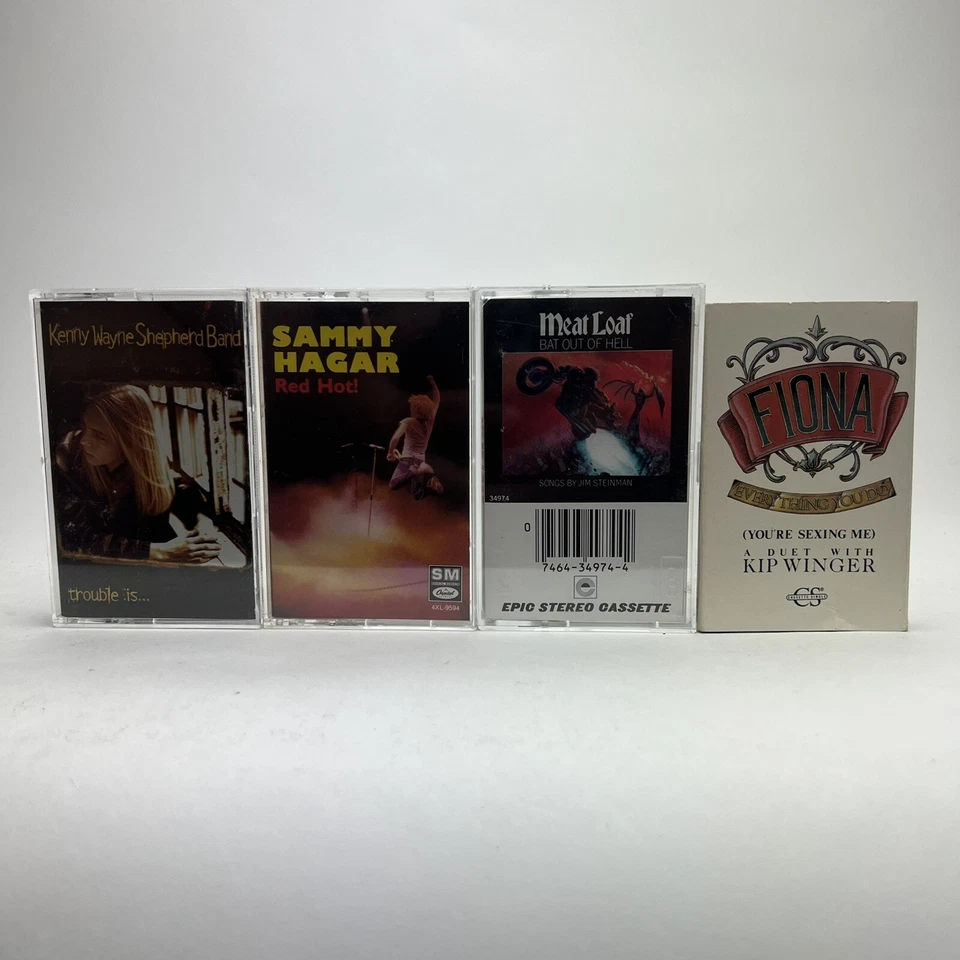 Kenny Wayne Shepherd Band
trouble is...
SAMMY
HAGAR
Red Hot!
SM
Capitol
4XL-9594
Meat Loaf
BAT OUT OF HELL
SONGS BY JIM STEINMAN
34974
0
7464-34974-4
EPIC STEREO CASSETTE
FIONA
EVERYTHING YOU DO
(YOU'RE SEXING ME)
A DUET WITH
KIP WINGER
CS